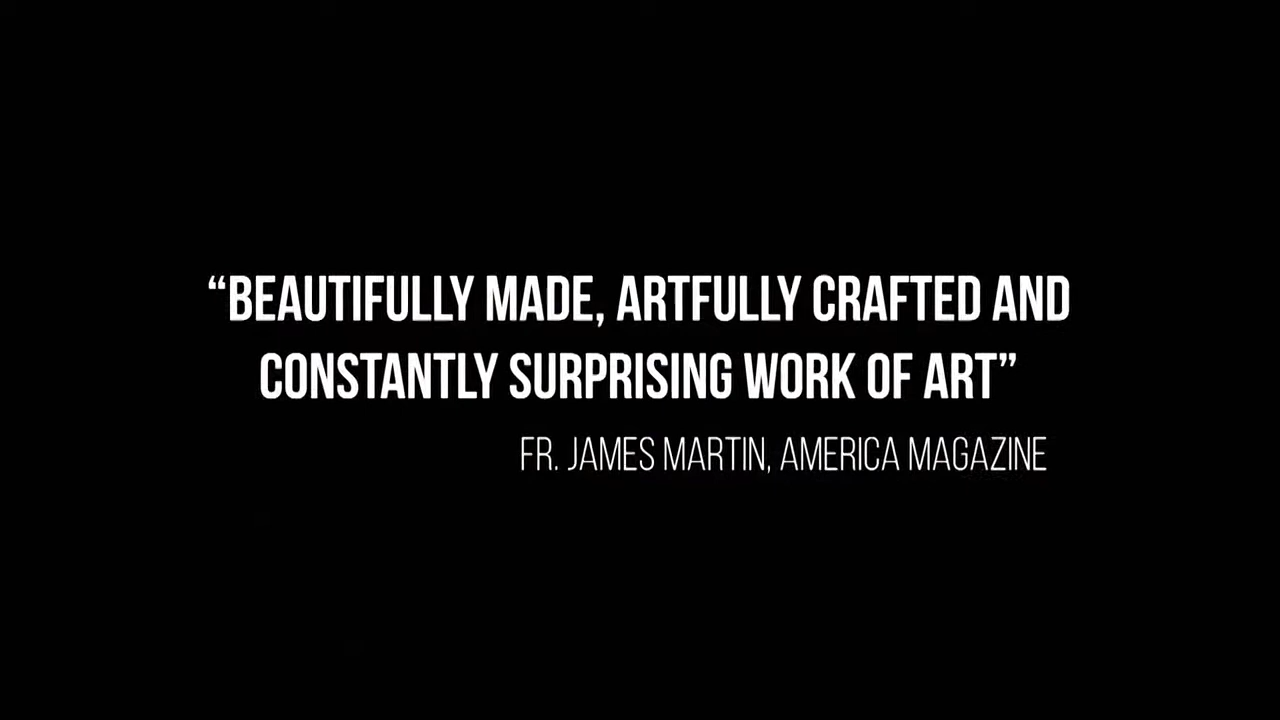 “BEAUTIFULLY MADE, ARTFULLY CRAFTED AND
CONSTANTLY SURPRISING WORK OF ART”
FR. JAMES MARTIN, AMERICA MAGAZINE